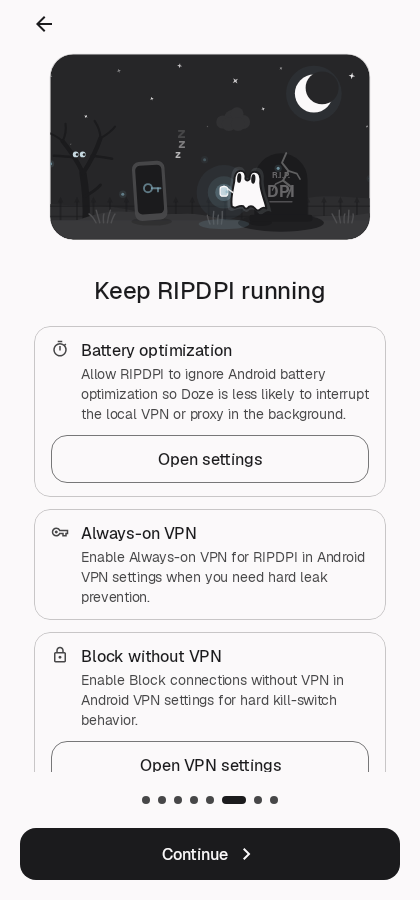 z
z
z
R.I.P.
DPI
Keep RIPDPI running
Battery optimization
Allow RIPDPI to ignore Android battery
optimization so Doze is less likely to interrupt
the local VPN or proxy in the background.
Open settings
Always-on VPN
Enable Always-on VPN for RIPDPI in Android
VPN settings when you need hard leak
prevention.
Block without VPN
Enable Block connections without VPN in
Android VPN settings for hard kill-switch
behavior.
Open VPN settings
Continue